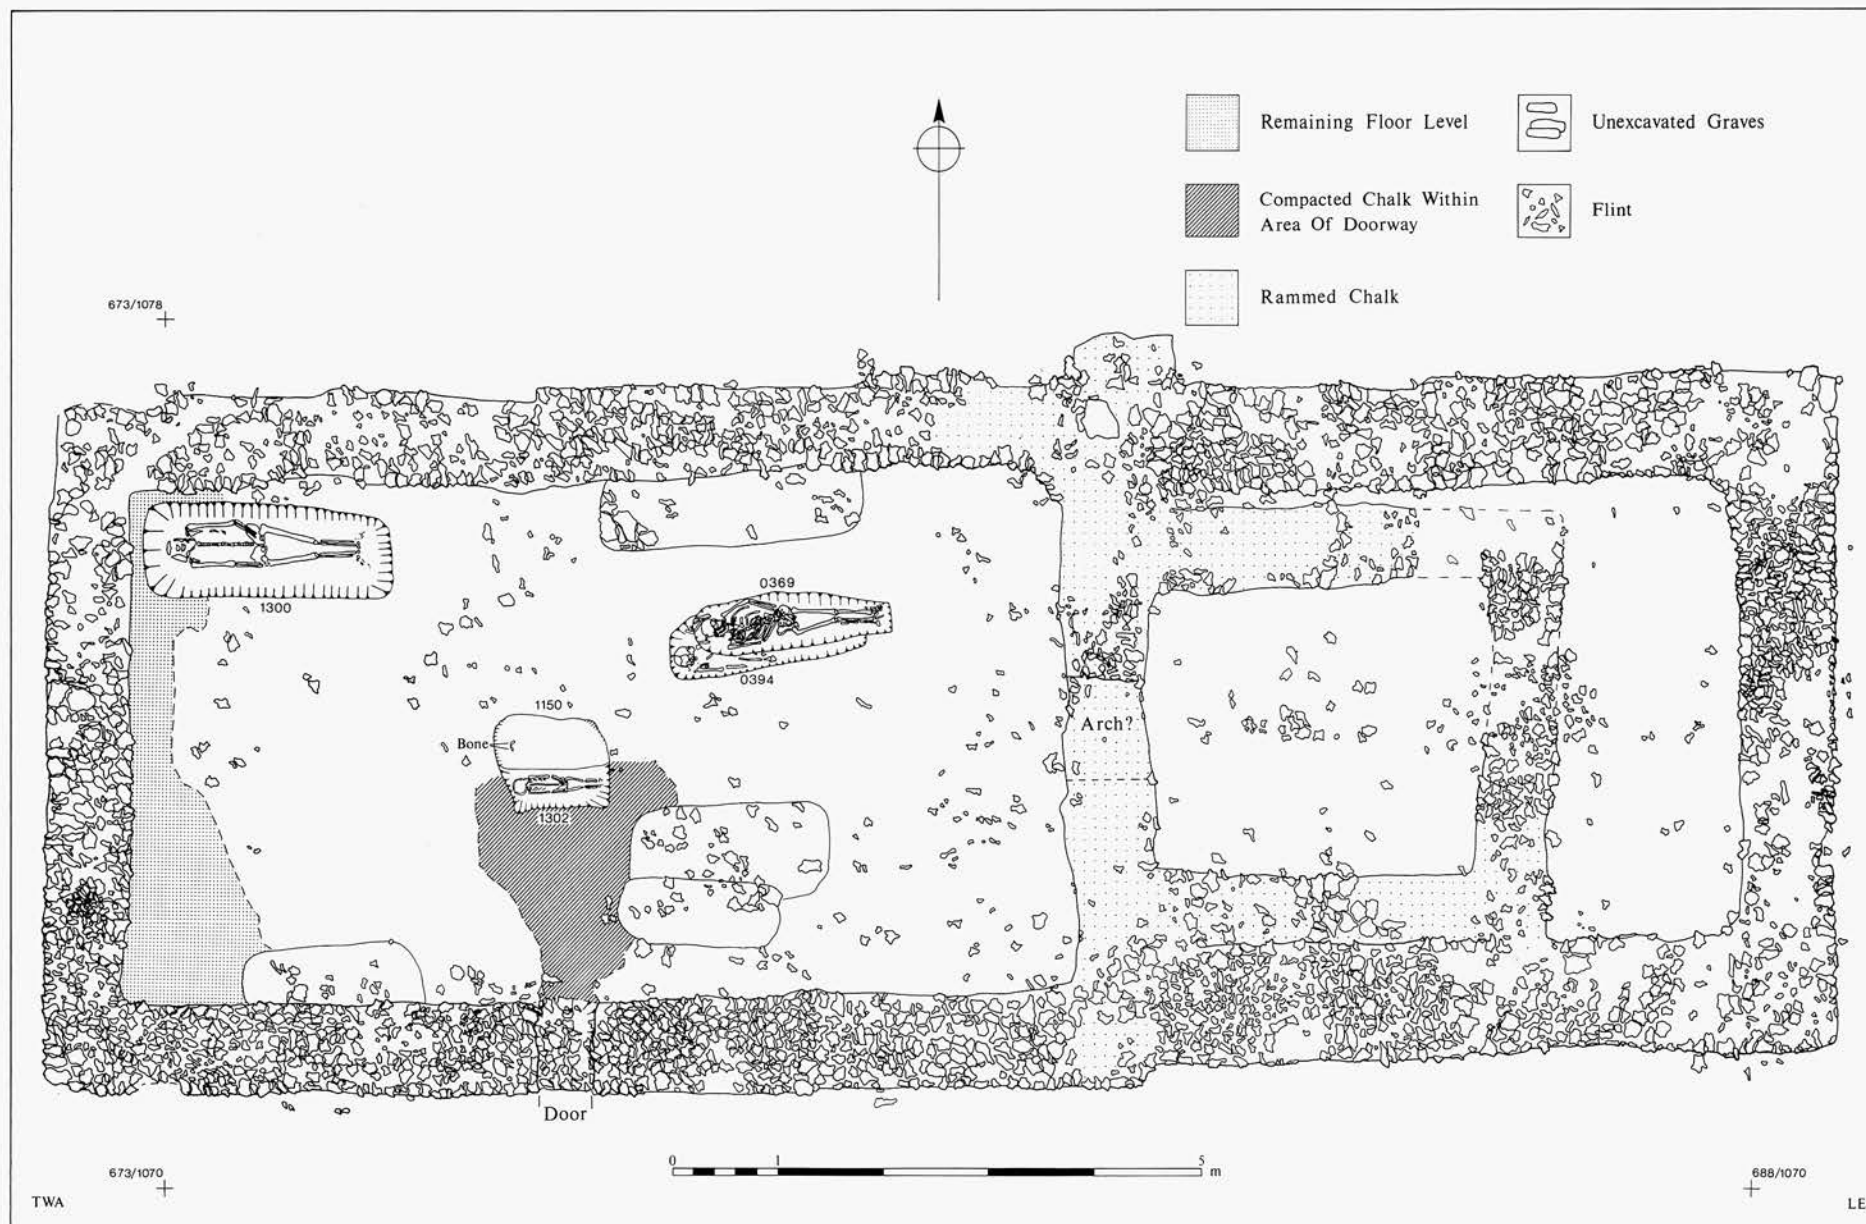 Remaining Floor Level
Unexcavated Graves
Compacted Chalk Within
Area Of Doorway
Flint
Rammed Chalk
673/1078
1300
0369
0394
1150
Bone
Arch?
1302
Door
0 1 5 m
673/1070
688/1070
TWA
LE